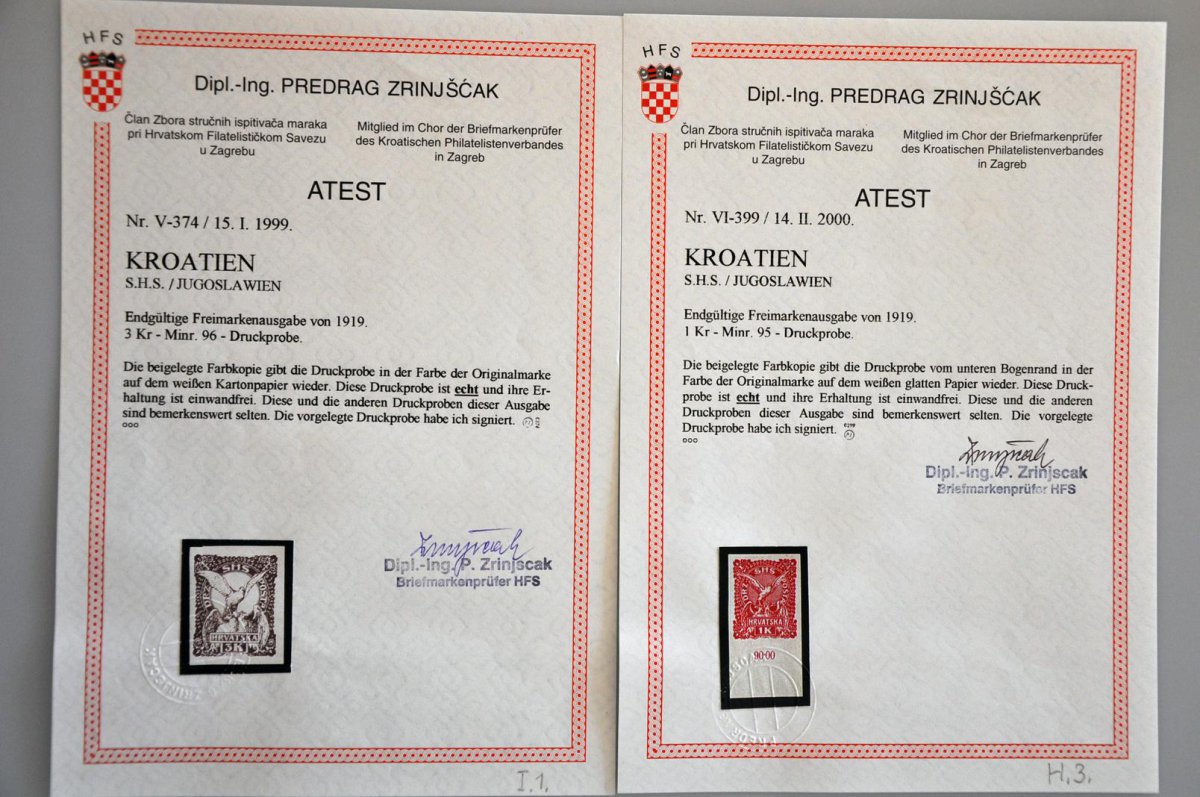 HFS
Dipl.-Ing. PREDRAG ZRINJŠĆAK
Član Zbora stručnih ispitivača maraka
pri Hrvatskom Filatelističkom Savezu
u Zagrebu
Mitglied im Chor der Briefmarkenprüfer
des Kroatischen Philatelistenverbandes
in Zagreb
ATEST
Nr. V-374 / 15. I. 1999.
KROATIEN
S.H.S. / JUGOSLAWIEN
Endgültige Freimarkenausgabe von 1919.
3 Kr - Minr. 96 - Druckprobe.
Die beigelegte Farbkopie gibt die Druckprobe in der Farbe der Originalmarke
auf dem weißen Kartonpapier wieder. Diese Druckprobe ist echt und ihre Er-
haltung ist einwandfrei. Diese und die anderen Druckproben dieser Ausgabe
sind bemerkenswert selten. Die vorgelegte Druckprobe habe ich signiert.
ooo
Dipl.-Ing. P. Zrinjscak
Briefmarkenprüfer HFS
SHS
HRVATSKA
3K
I.1.
HFS
Dipl.-Ing. PREDRAG ZRINJŠĆAK
Član Zbora stručnih ispitivača maraka
pri Hrvatskom Filatelističkom Savezu
u Zagrebu
Mitglied im Chor der Briefmarkenprüfer
des Kroatischen Philatelistenverbandes
in Zagreb
ATEST
Nr. VI-399 / 14. II. 2000.
KROATIEN
S.H.S. / JUGOSLAWIEN
Endgültige Freimarkenausgabe von 1919.
1 Kr - Minr. 95 - Druckprobe.
Die beigelegte Farbkopie gibt die Druckprobe vom unteren Bogenrand in der
Farbe der Originalmarke auf dem weißen glatten Papier wieder. Diese Druck-
probe ist echt und ihre Erhaltung ist einwandfrei. Diese und die anderen
Druckproben dieser Ausgabe sind bemerkenswert selten. Die vorgelegte
Druckprobe habe ich signiert.
ooo
Dipl.-Ing. P. Zrinjscak
Briefmarkenprüfer HFS
SHS
HRVATSKA
1K
90·00
H.3.